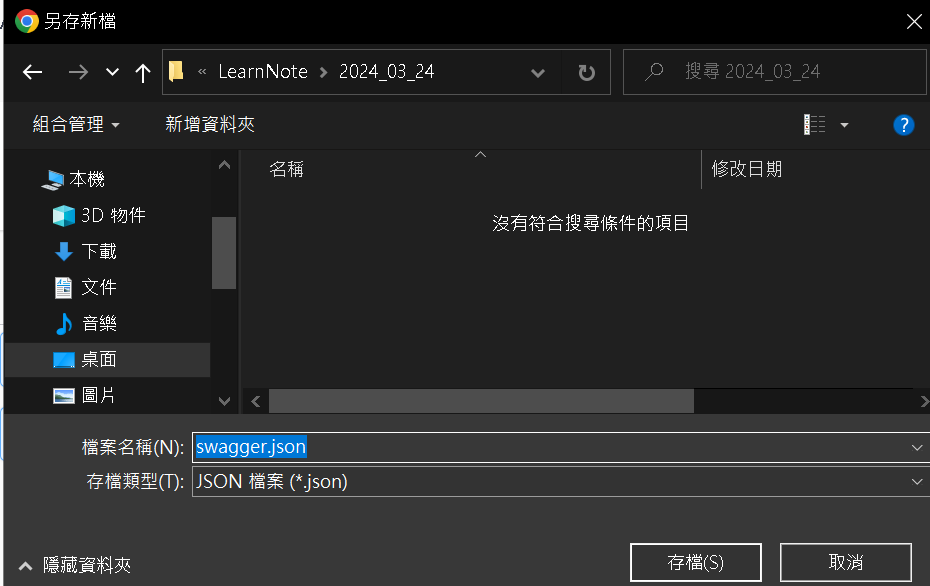 另存新檔
« LearnNote > 2024_03_24
搜尋 2024_03_24
組合管理
新增資料夾
?
本機
3D 物件
下載
文件
音樂
桌面
圖片
名稱
修改日期
沒有符合搜尋條件的項目
檔案名稱(N): swagger.json
存檔類型(T): JSON 檔案 (*.json)
隱藏資料夾
存檔(S)
取消